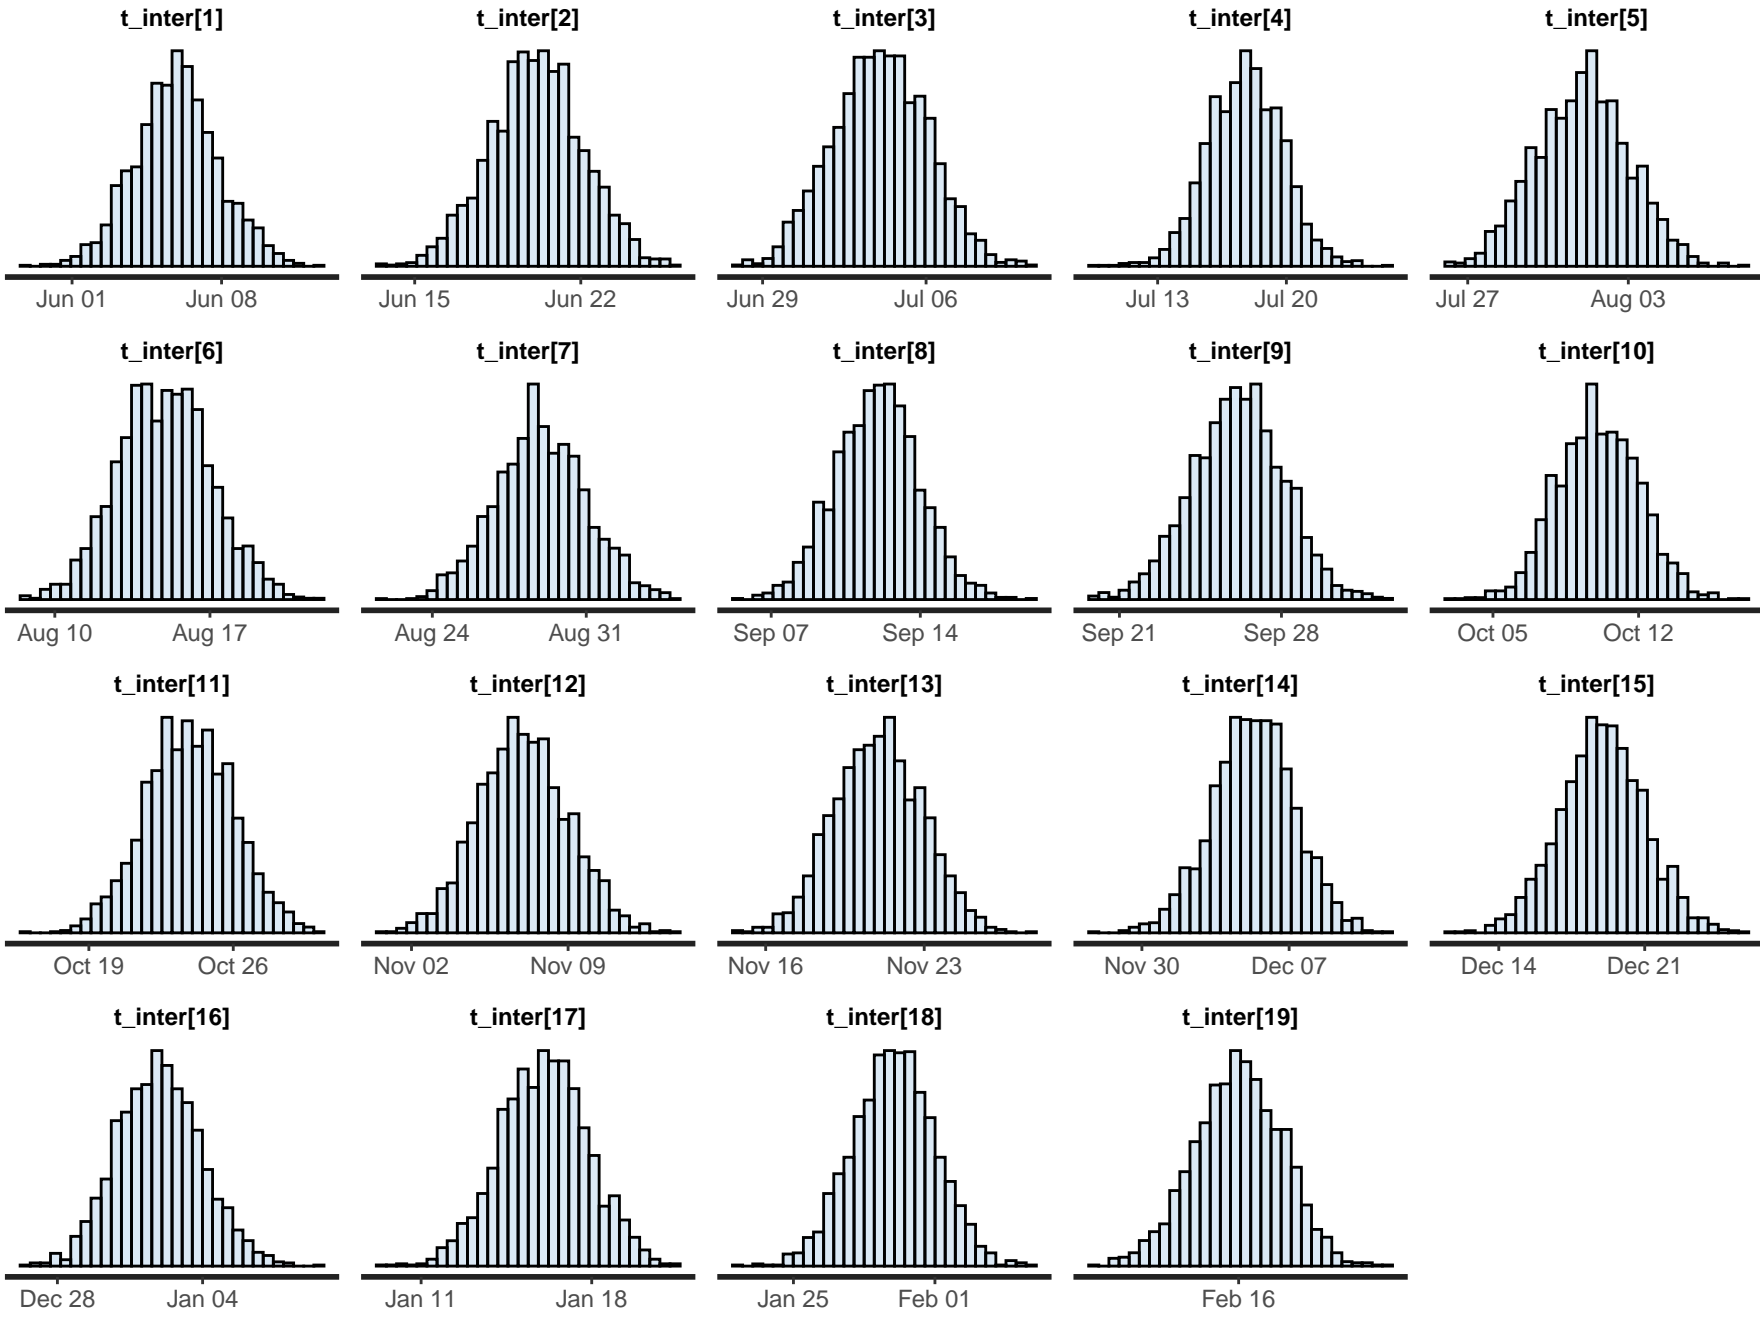 t_inter[1] t_inter[2] t_inter[3] t_inter[4] t_inter[5]
Jun 01 Jun 08 Jun 15 Jun 22 Jun 29 Jul 06 Jul 13 Jul 20 Jul 27 Aug 03
t_inter[6] t_inter[7] t_inter[8] t_inter[9] t_inter[10]
Aug 10 Aug 17 Aug 24 Aug 31 Sep 07 Sep 14 Sep 21 Sep 28 Oct 05 Oct 12
t_inter[11] t_inter[12] t_inter[13] t_inter[14] t_inter[15]
Oct 19 Oct 26 Nov 02 Nov 09 Nov 16 Nov 23 Nov 30 Dec 07 Dec 14 Dec 21
t_inter[16] t_inter[17] t_inter[18] t_inter[19]
Dec 28 Jan 04 Jan 11 Jan 18 Jan 25 Feb 01 Feb 16